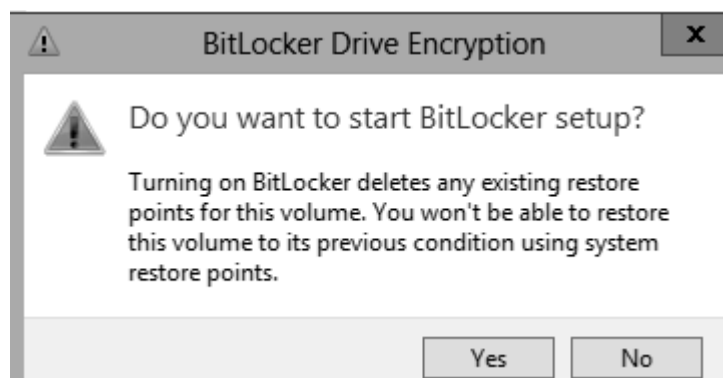 BitLocker Drive Encryption
x
Do you want to start BitLocker setup?
Turning on BitLocker deletes any existing restore
points for this volume. You won't be able to restore
this volume to its previous condition using system
restore points.
Yes No